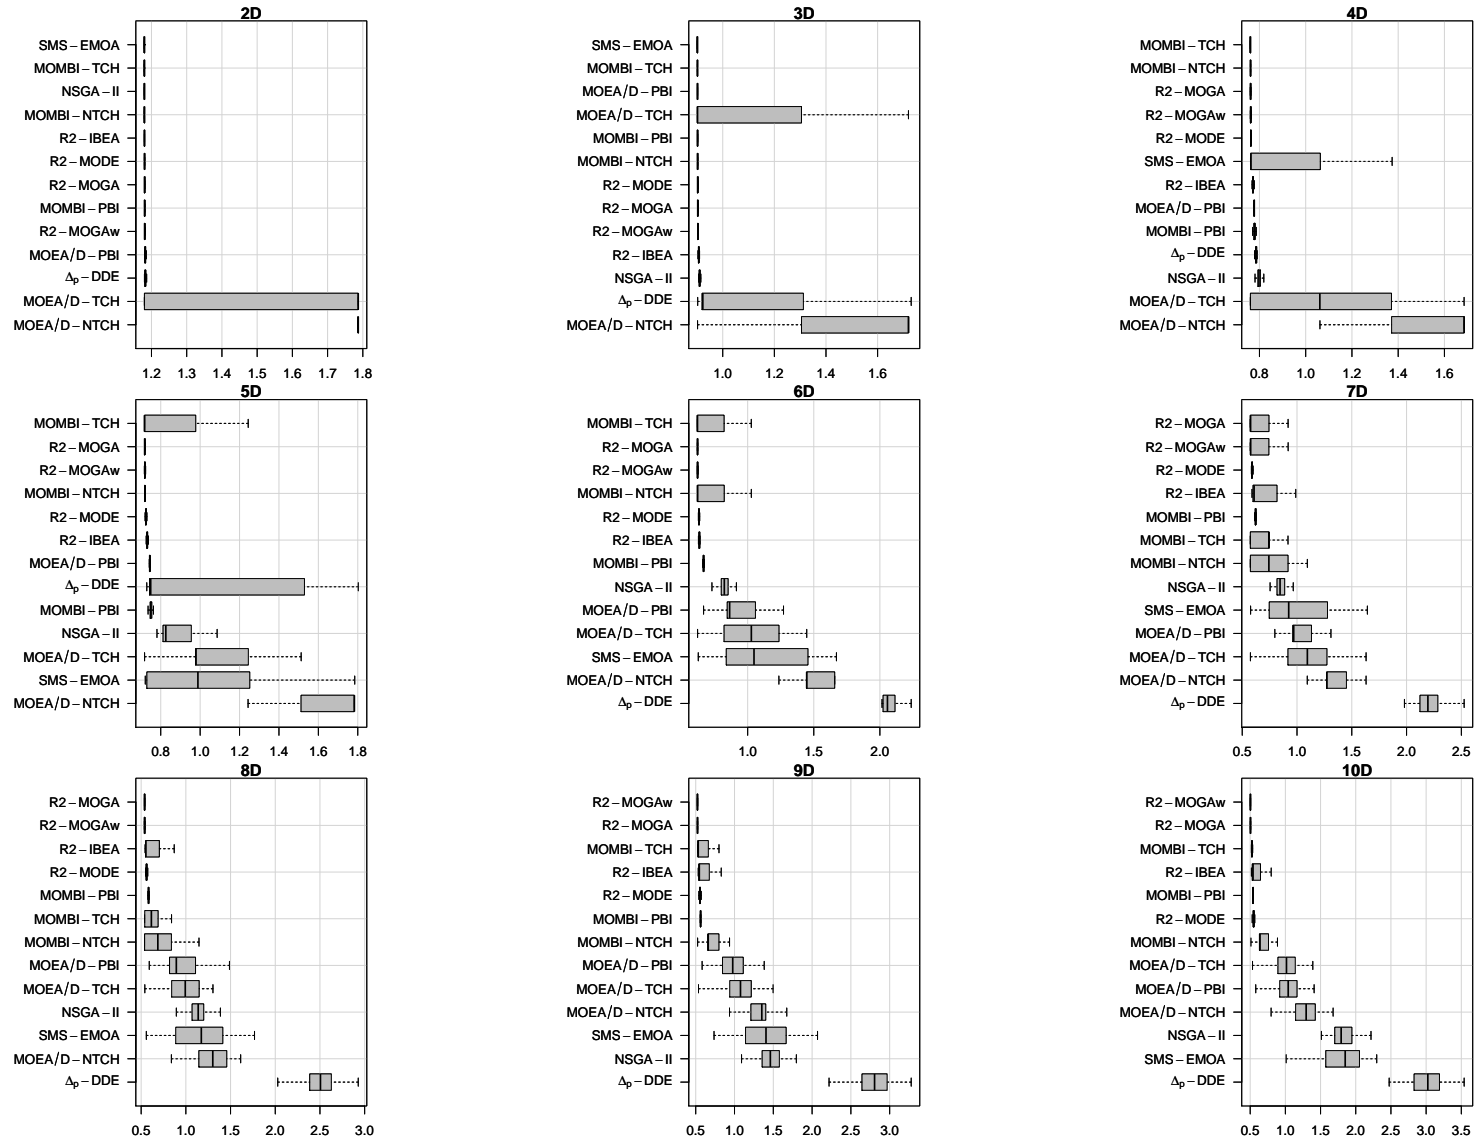 2D
SMS−EMOA
MOMBI−TCH
NSGA−II
MOMBI−NTCH
R2−IBEA
R2−MODE
R2−MOGA
MOMBI−PBI
R2−MOGAw
MOEA/D−PBI
Δp−DDE
MOEA/D−TCH
MOEA/D−NTCH
1.2 1.3 1.4 1.5 1.6 1.7 1.8
3D
SMS−EMOA
MOMBI−TCH
MOEA/D−PBI
MOEA/D−TCH
MOMBI−PBI
MOMBI−NTCH
R2−MODE
R2−MOGA
R2−MOGAw
R2−IBEA
NSGA−II
Δp−DDE
MOEA/D−NTCH
1.0 1.2 1.4 1.6
4D
MOMBI−TCH
MOMBI−NTCH
R2−MOGA
R2−MOGAw
R2−MODE
SMS−EMOA
R2−IBEA
MOEA/D−PBI
MOMBI−PBI
Δp−DDE
NSGA−II
MOEA/D−TCH
MOEA/D−NTCH
0.8 1.0 1.2 1.4 1.6
5D
MOMBI−TCH
R2−MOGA
R2−MOGAw
MOMBI−NTCH
R2−MODE
R2−IBEA
MOEA/D−PBI
Δp−DDE
MOMBI−PBI
NSGA−II
MOEA/D−TCH
SMS−EMOA
MOEA/D−NTCH
0.8 1.0 1.2 1.4 1.6 1.8
6D
MOMBI−TCH
R2−MOGA
R2−MOGAw
MOMBI−NTCH
R2−MODE
R2−IBEA
MOMBI−PBI
NSGA−II
MOEA/D−PBI
MOEA/D−TCH
SMS−EMOA
MOEA/D−NTCH
Δp−DDE
1.0 1.5 2.0
7D
R2−MOGA
R2−MOGAw
R2−MODE
R2−IBEA
MOMBI−PBI
MOMBI−TCH
MOMBI−NTCH
NSGA−II
SMS−EMOA
MOEA/D−PBI
MOEA/D−TCH
MOEA/D−NTCH
Δp−DDE
0.5 1.0 1.5 2.0 2.5
8D
R2−MOGA
R2−MOGAw
R2−IBEA
R2−MODE
MOMBI−PBI
MOMBI−TCH
MOMBI−NTCH
MOEA/D−PBI
MOEA/D−TCH
NSGA−II
SMS−EMOA
MOEA/D−NTCH
Δp−DDE
0.5 1.0 1.5 2.0 2.5 3.0
9D
R2−MOGAw
R2−MOGA
MOMBI−TCH
R2−IBEA
R2−MODE
MOMBI−PBI
MOMBI−NTCH
MOEA/D−PBI
MOEA/D−TCH
MOEA/D−NTCH
SMS−EMOA
NSGA−II
Δp−DDE
0.5 1.0 1.5 2.0 2.5 3.0
10D
R2−MOGAw
R2−MOGA
MOMBI−TCH
R2−IBEA
MOMBI−PBI
R2−MODE
MOMBI−NTCH
MOEA/D−TCH
MOEA/D−PBI
MOEA/D−NTCH
NSGA−II
SMS−EMOA
Δp−DDE
0.5 1.0 1.5 2.0 2.5 3.0 3.5